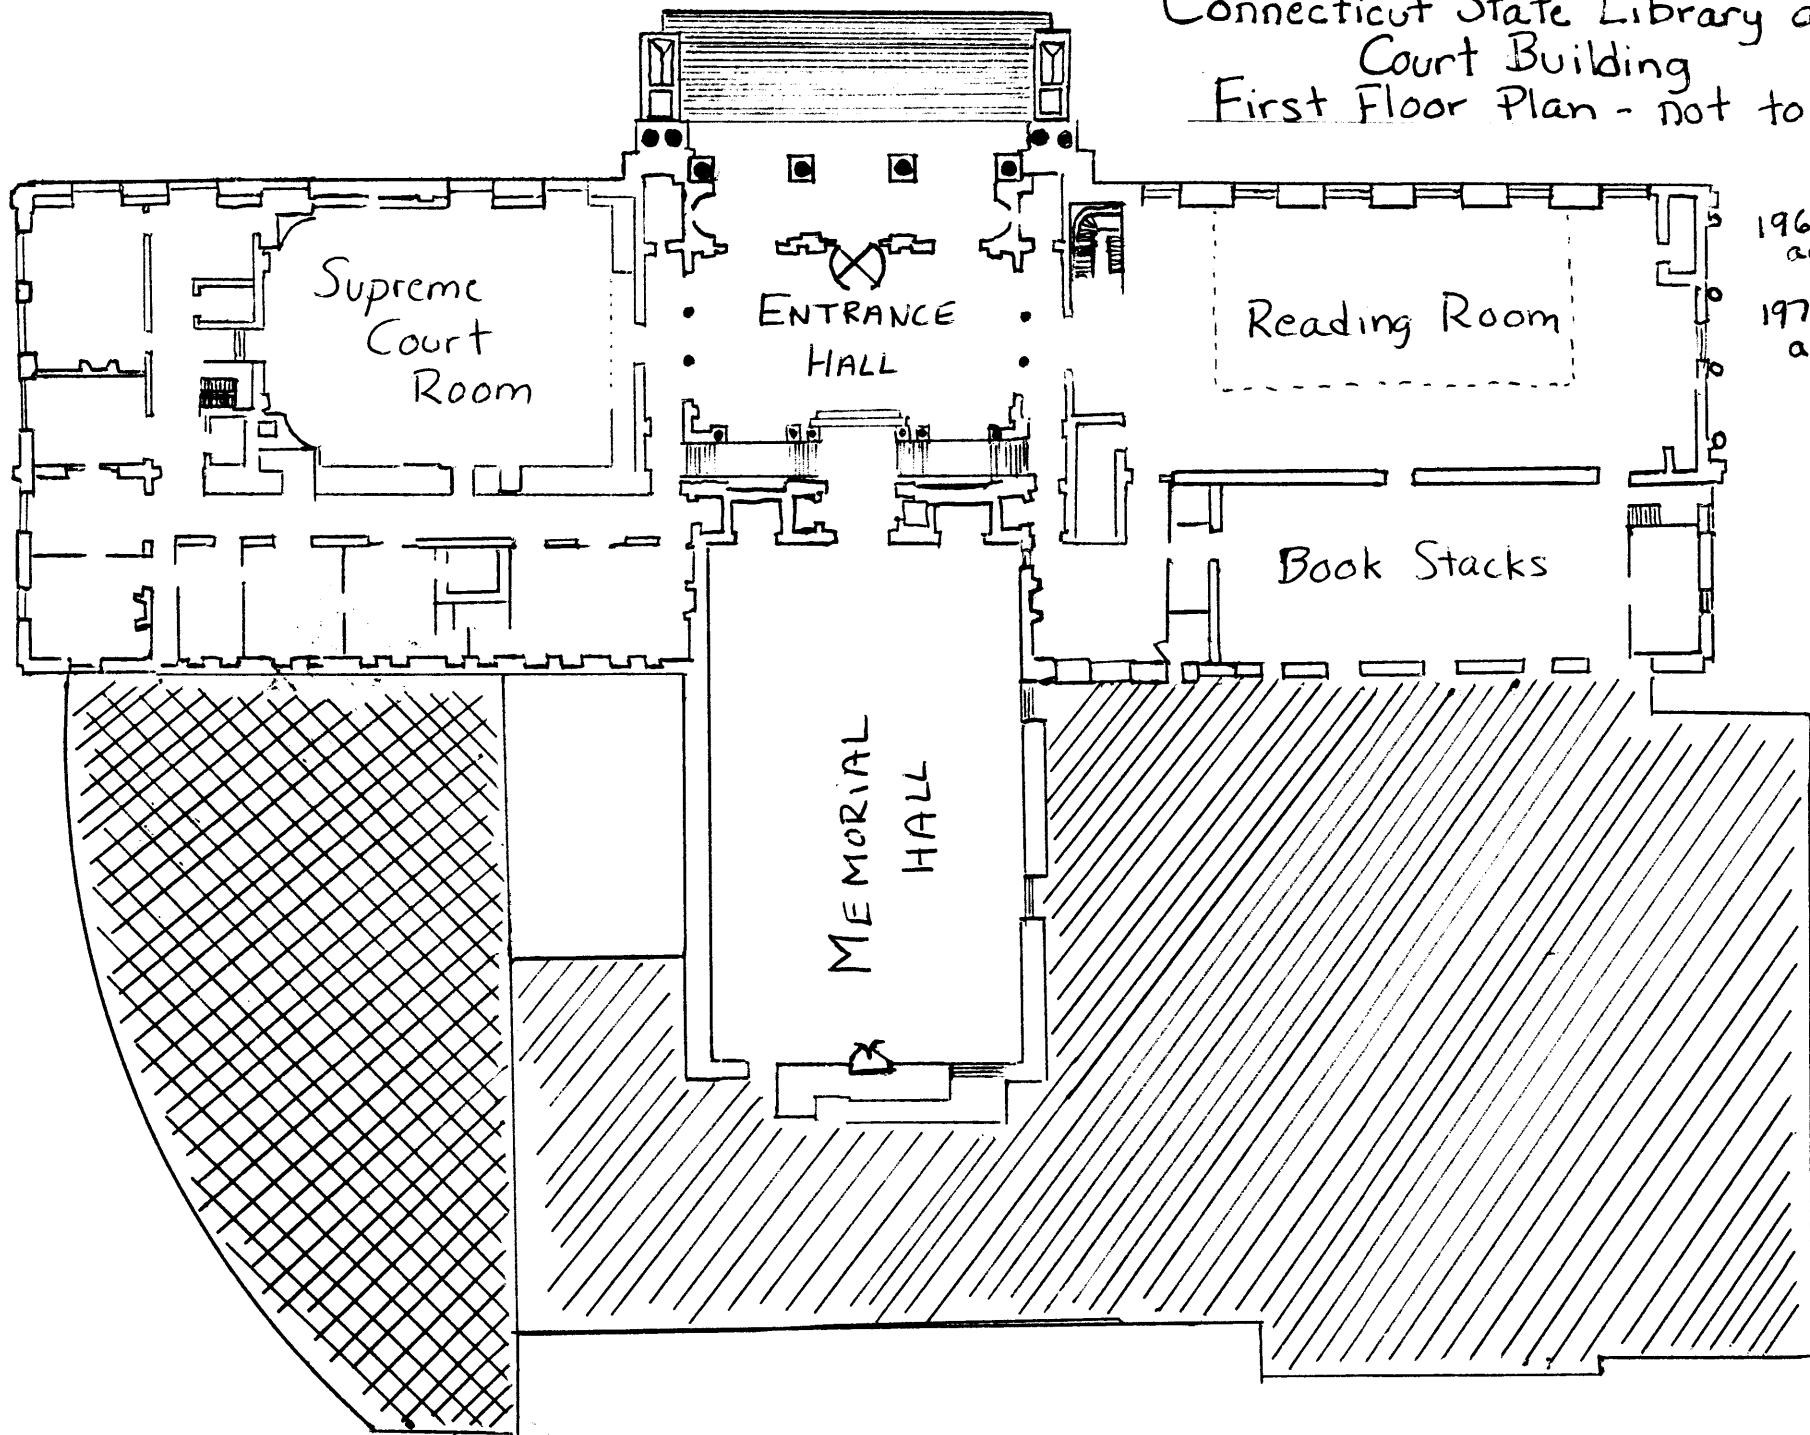 Connecticut State Library
Court Building
First Floor Plan - not to
Supreme
Court
Room
ENTRANCE
HALL
Reading Room
Book Stacks
MEMORIAL
HALL